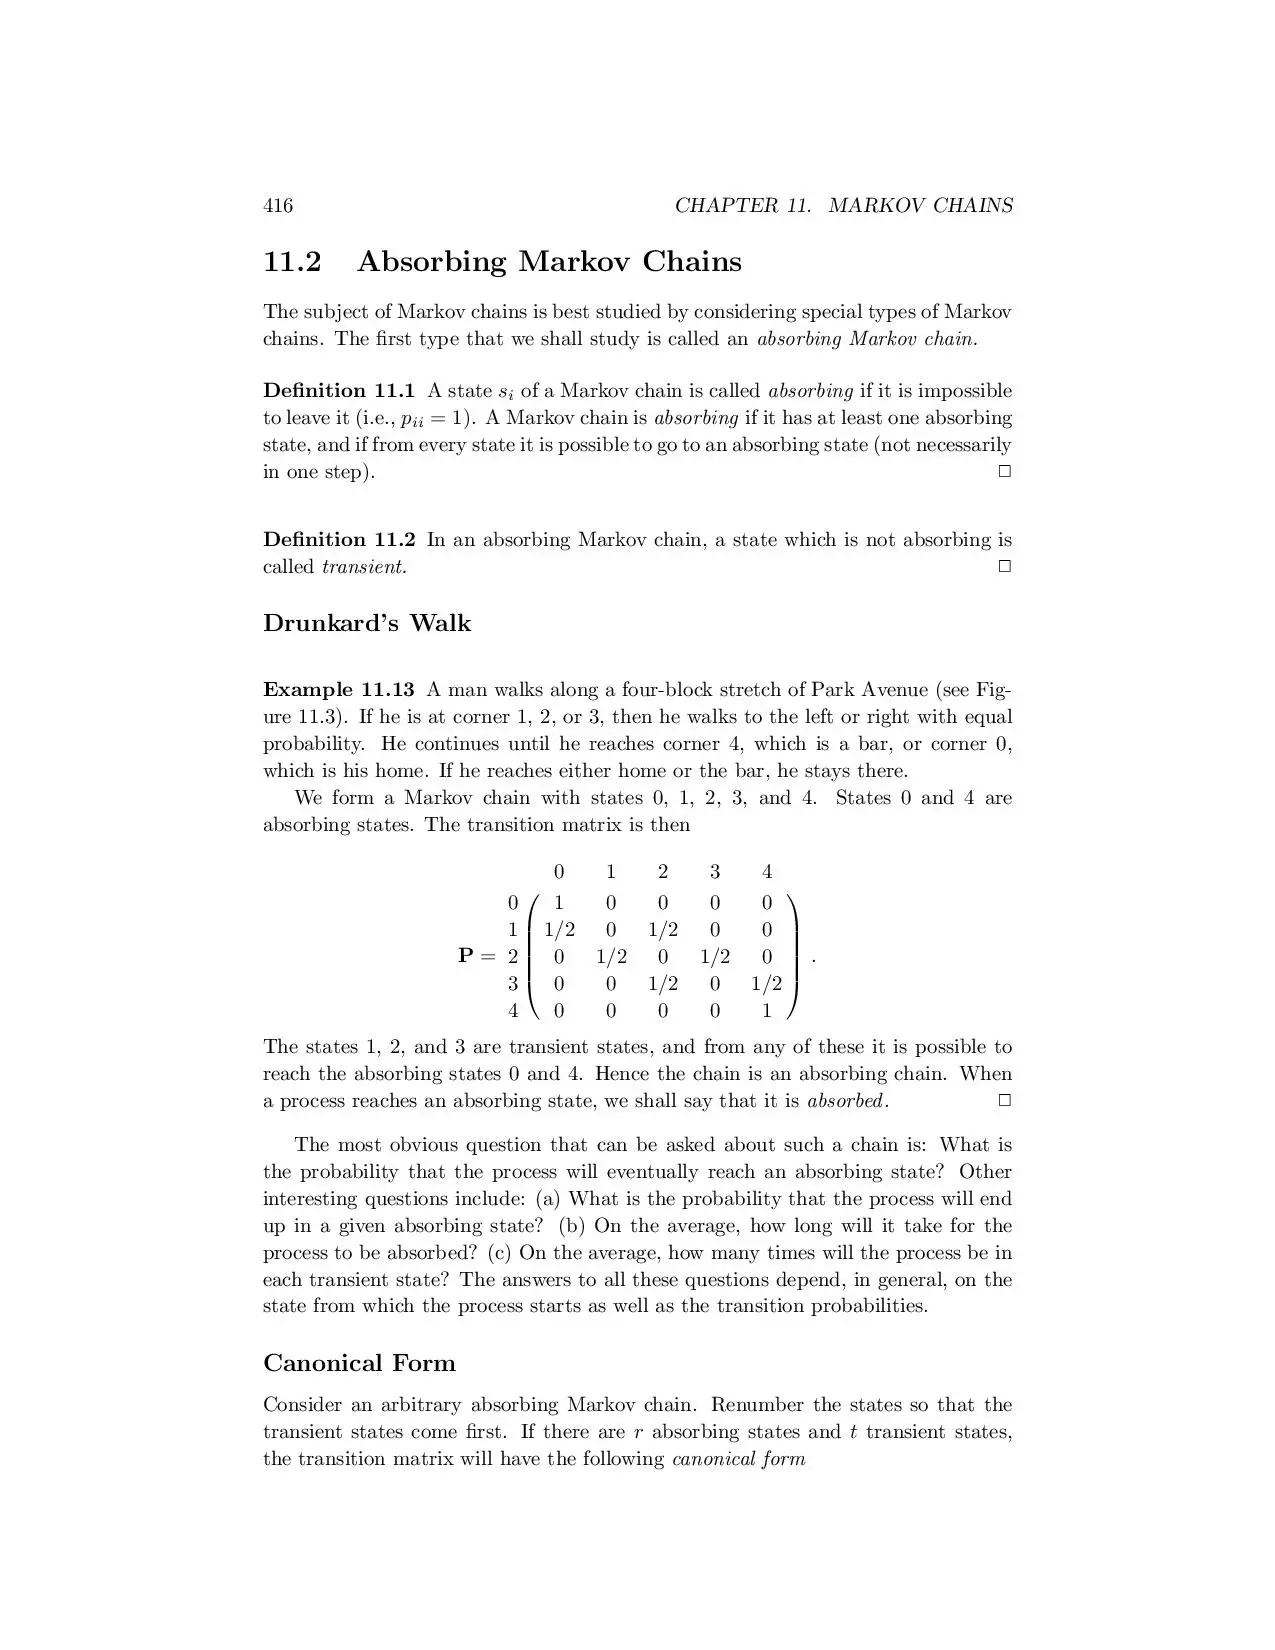 416 CHAPTER 11. MARKOV CHAINS
11.2 Absorbing Markov Chains
The subject of Markov chains is best studied by considering special types of Markov
chains. The first type that we shall study is called an absorbing Markov chain.
Definition 11.1 A state s_i of a Markov chain is called absorbing if it is impossible
to leave it (i.e., p_ii = 1). A Markov chain is absorbing if it has at least one absorbing
state, and if from every state it is possible to go to an absorbing state (not necessarily
in one step). □
Definition 11.2 In an absorbing Markov chain, a state which is not absorbing is
called transient. □
Drunkard's Walk
Example 11.13 A man walks along a four-block stretch of Park Avenue (see Fig-
ure 11.3). If he is at corner 1, 2, or 3, then he walks to the left or right with equal
probability. He continues until he reaches corner 4, which is a bar, or corner 0,
which is his home. If he reaches either home or the bar, he stays there.
We form a Markov chain with states 0, 1, 2, 3, and 4. States 0 and 4 are
absorbing states. The transition matrix is then
0 1 2 3 4
0 1 0 0 0 0
1 1/2 0 1/2 0 0
P = 2 0 1/2 0 1/2 0 .
3 0 0 1/2 0 1/2
4 0 0 0 0 1
The states 1, 2, and 3 are transient states, and from any of these it is possible to
reach the absorbing states 0 and 4. Hence the chain is an absorbing chain. When
a process reaches an absorbing state, we shall say that it is absorbed. □
The most obvious question that can be asked about such a chain is: What is
the probability that the process will eventually reach an absorbing state? Other
interesting questions include: (a) What is the probability that the process will end
up in a given absorbing state? (b) On the average, how long will it take for the
process to be absorbed? (c) On the average, how many times will the process be in
each transient state? The answers to all these questions depend, in general, on the
state from which the process starts as well as the transition probabilities.
Canonical Form
Consider an arbitrary absorbing Markov chain. Renumber the states so that the
transient states come first. If there are r absorbing states and t transient states,
the transition matrix will have the following canonical form